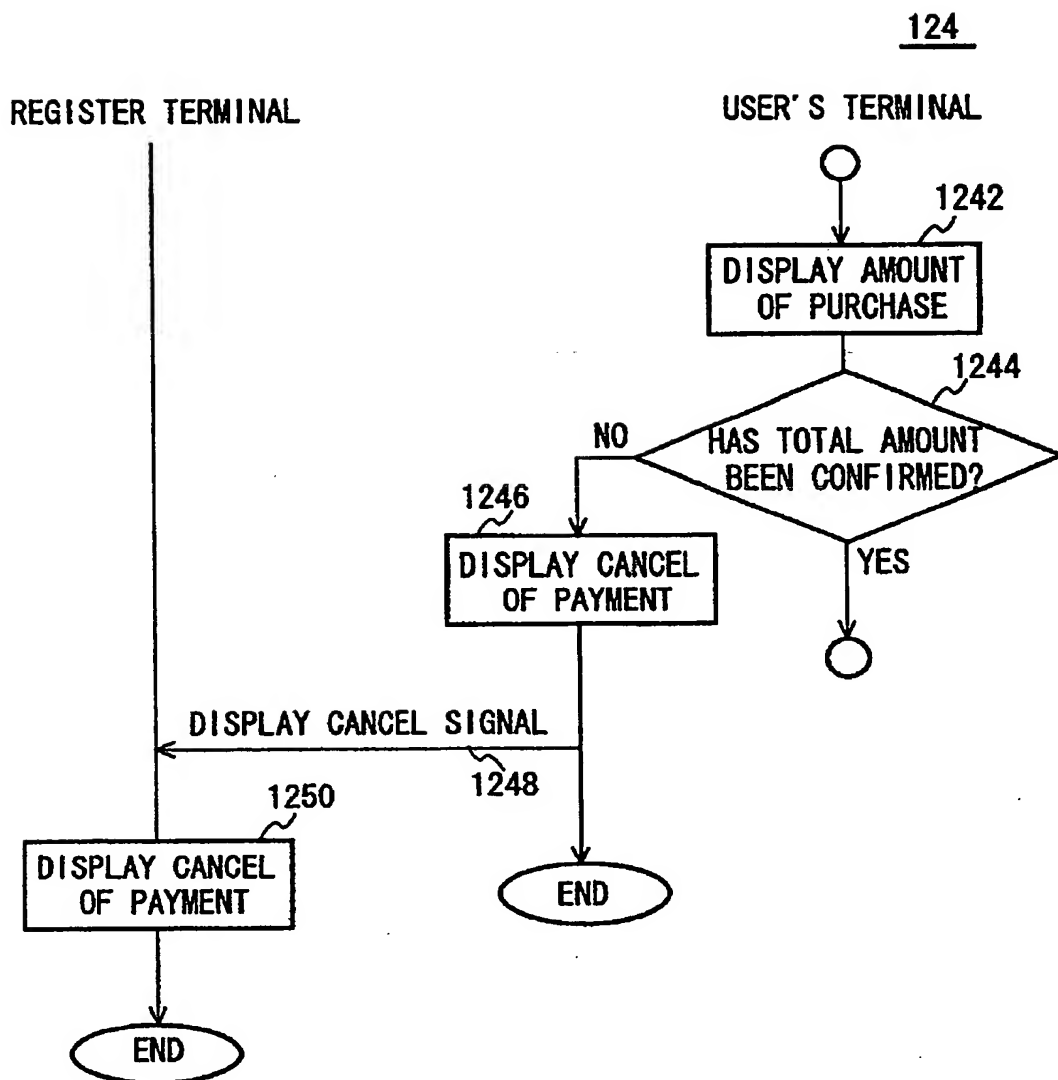 124
REGISTER TERMINAL
USER'S TERMINAL
1242
DISPLAY AMOUNT
OF PURCHASE
1244
HAS TOTAL AMOUNT
BEEN CONFIRMED?
NO
YES
1246
DISPLAY CANCEL
OF PAYMENT
DISPLAY CANCEL SIGNAL
1248
1250
DISPLAY CANCEL
OF PAYMENT
END
END